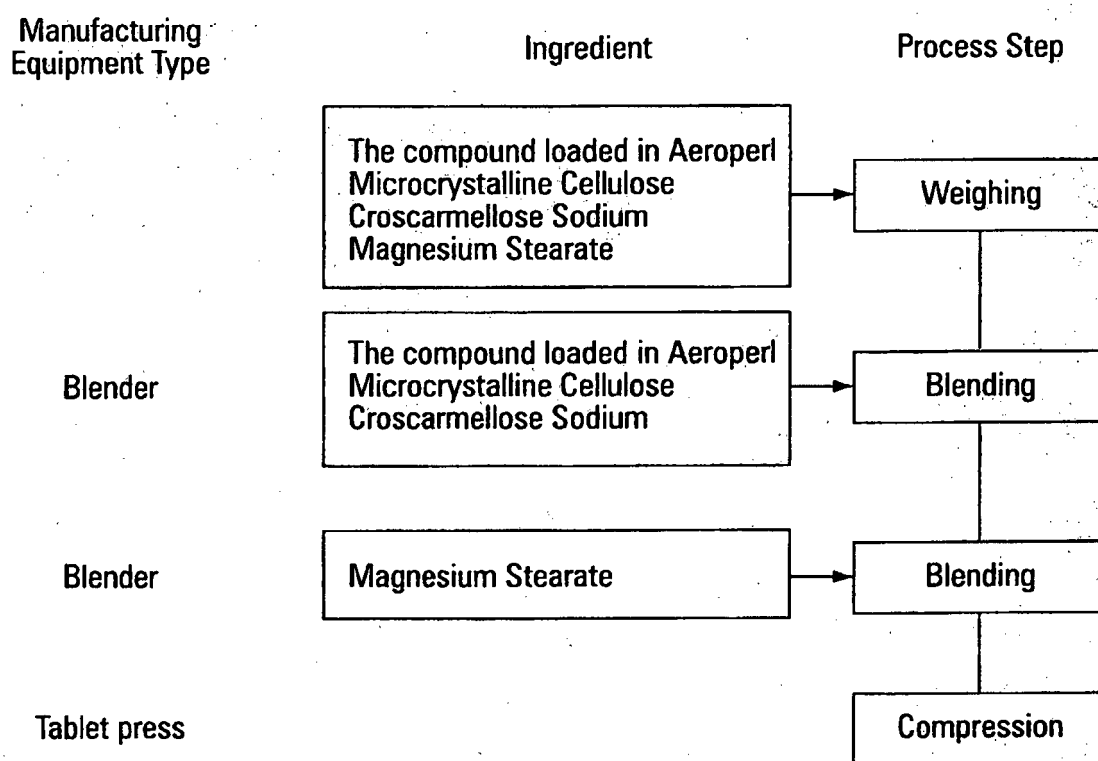 Manufacturing
Equipment Type
Ingredient
Process Step
The compound loaded in Aeroperl
Microcrystalline Cellulose
Croscarmellose Sodium
Magnesium Stearate
Weighing
Blender
The compound loaded in Aeroperl
Microcrystalline Cellulose
Croscarmellose Sodium
Blending
Blender
Magnesium Stearate
Blending
Tablet press
Compression